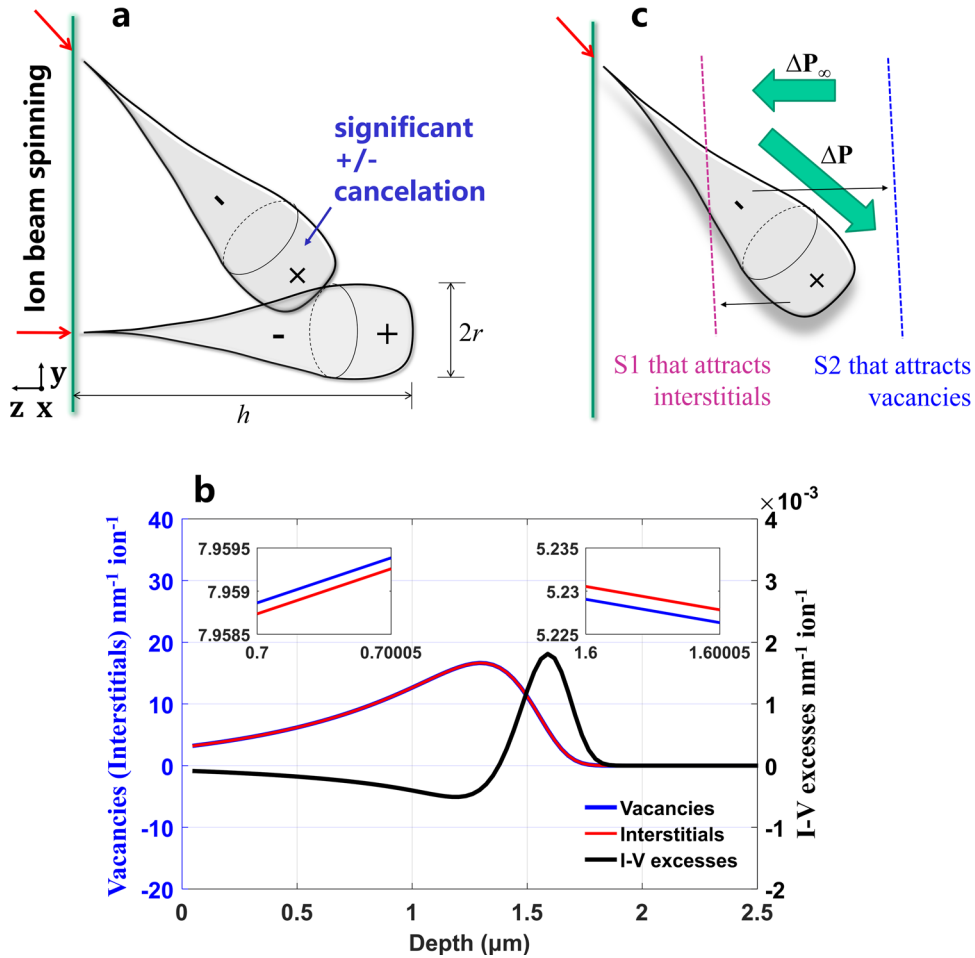 a
Ion beam spinning
significant
+/-
cancelation
-
+
-
+
2r
h
y
z x
c
ΔP∞
ΔP
-
+
S1 that attracts
interstitials
S2 that attracts
vacancies
b
×10-3
Vacancies (Interstitials) nm-1 ion-1
40
30
20
10
0
-10
-20
7.9595
7.959
7.9585
0.7 0.70005
5.235
5.23
5.225
1.6 1.60005
4
3
2
1
0
-1
-2
I-V excesses nm-1 ion-1
Vacancies
Interstitials
I-V excesses
0 0.5 1 1.5 2 2.5
Depth (μm)